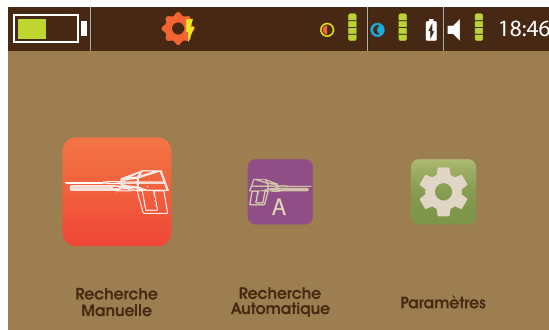 18:46
A
Recherche
Manuelle
Recherche
Automatique
Paramètres